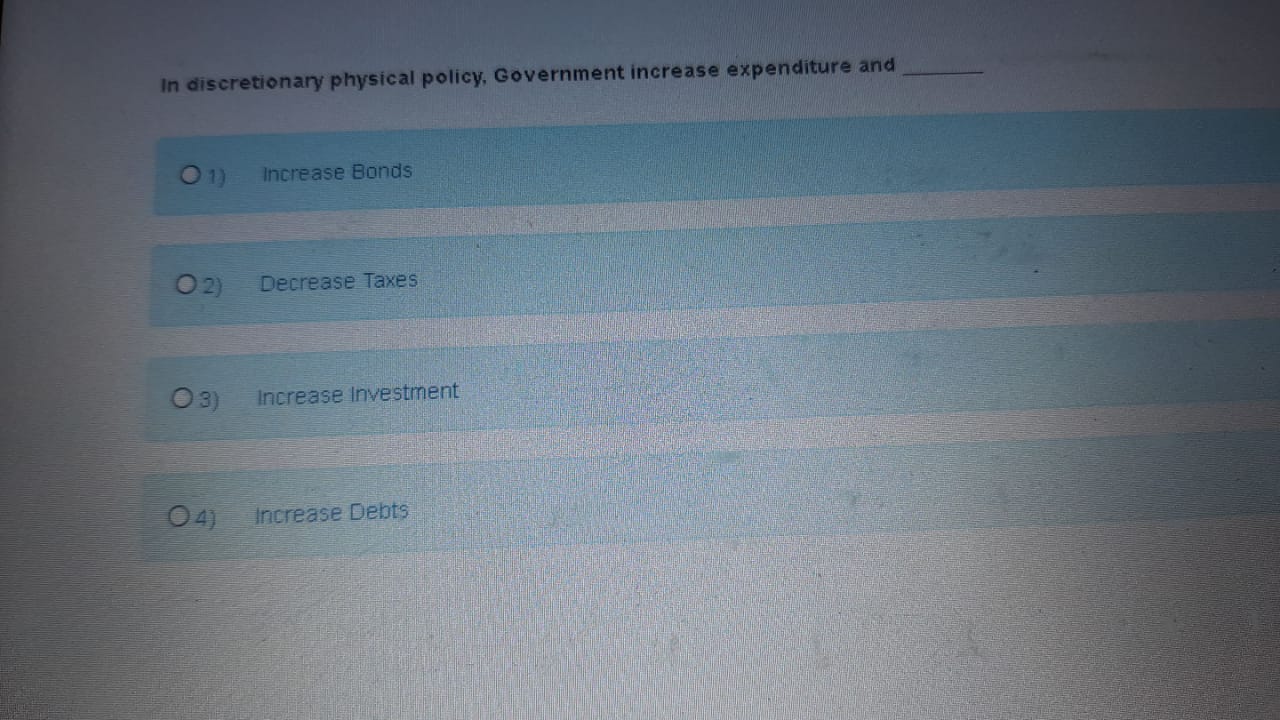 In discretionary physical policy, Government increase expenditure and ________
1) Increase Bonds
2) Decrease Taxes
3) Increase Investment
4) Increase Debts